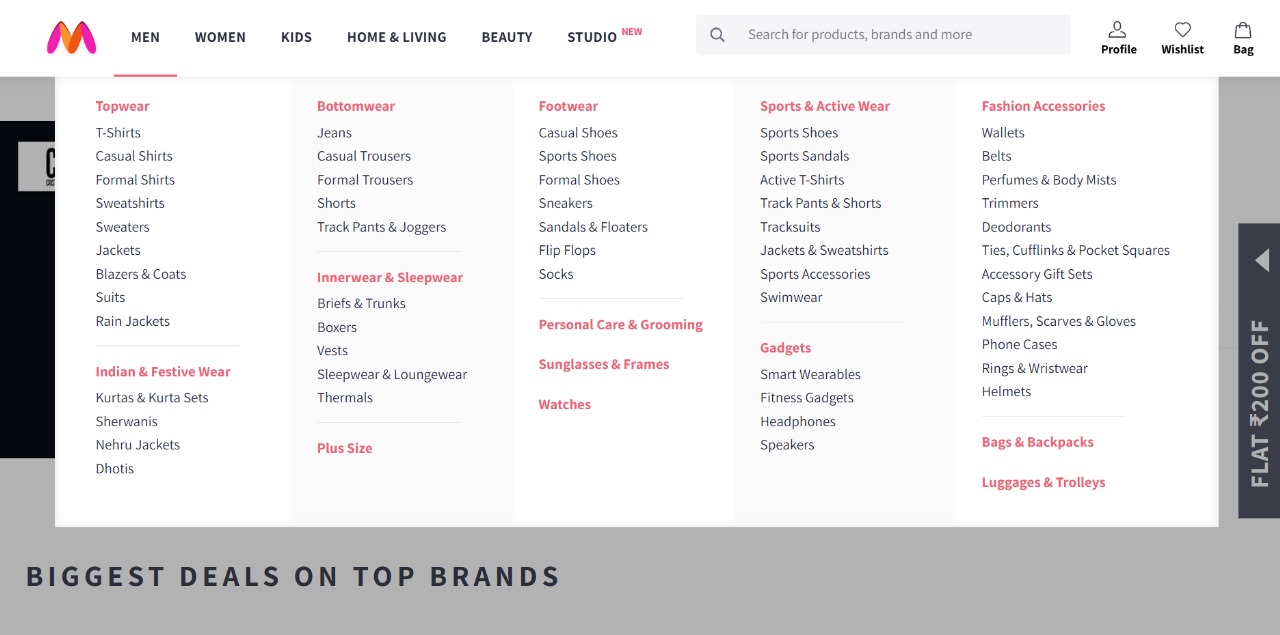 MEN
WOMEN
KIDS
HOME & LIVING
BEAUTY
STUDIO NEW
Search for products, brands and more
Profile
Wishlist
Bag
Topwear
T-Shirts
Casual Shirts
Formal Shirts
Sweatshirts
Sweaters
Jackets
Blazers & Coats
Suits
Rain Jackets
Indian & Festive Wear
Kurtas & Kurta Sets
Sherwanis
Nehru Jackets
Dhotis
Bottomwear
Jeans
Casual Trousers
Formal Trousers
Shorts
Track Pants & Joggers
Innerwear & Sleepwear
Briefs & Trunks
Boxers
Vests
Sleepwear & Loungewear
Thermals
Plus Size
Footwear
Casual Shoes
Sports Shoes
Formal Shoes
Sneakers
Sandals & Floaters
Flip Flops
Socks
Personal Care & Grooming
Sunglasses & Frames
Watches
Sports & Active Wear
Sports Shoes
Sports Sandals
Active T-Shirts
Track Pants & Shorts
Tracksuits
Jackets & Sweatshirts
Sports Accessories
Swimwear
Gadgets
Smart Wearables
Fitness Gadgets
Headphones
Speakers
Fashion Accessories
Wallets
Belts
Perfumes & Body Mists
Trimmers
Deodorants
Ties, Cufflinks & Pocket Squares
Accessory Gift Sets
Caps & Hats
Mufflers, Scarves & Gloves
Phone Cases
Rings & Wristwear
Helmets
Bags & Backpacks
Luggages & Trolleys
FLAT ₹200 OFF
BIGGEST DEALS ON TOP BRANDS